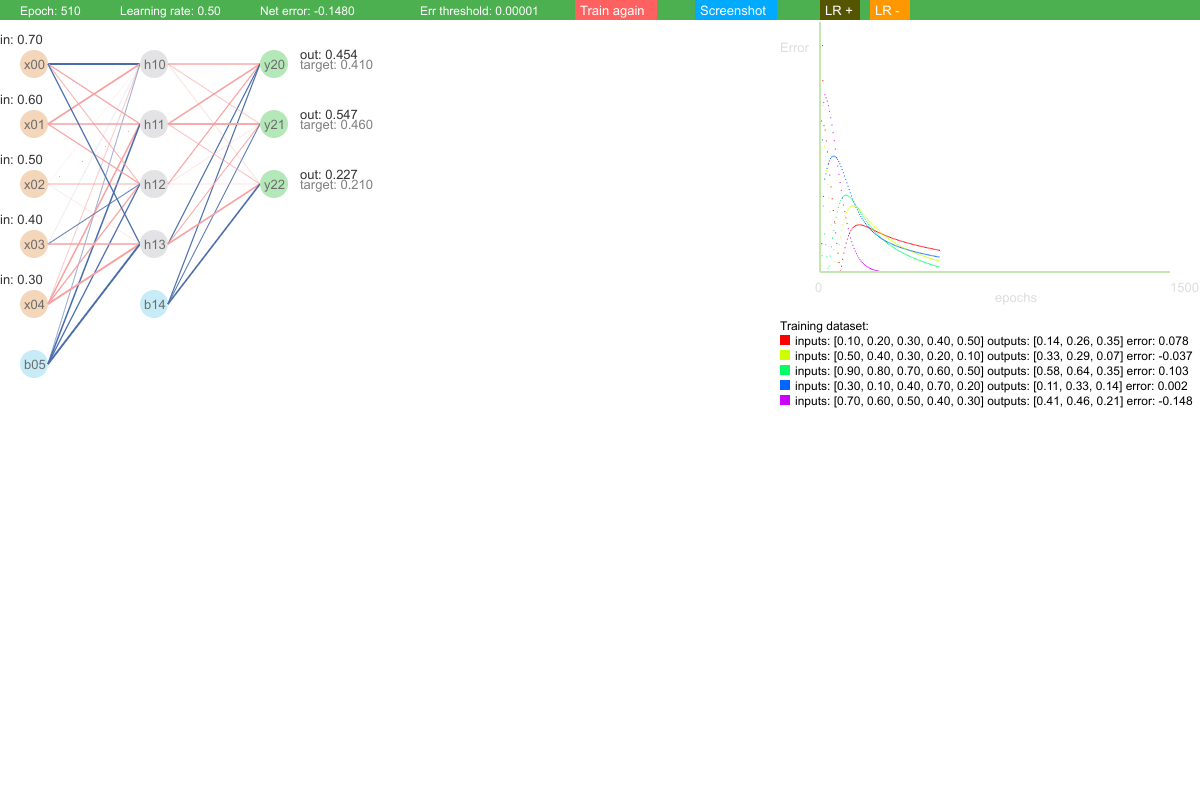 Epoch: 510 Learning rate: 0.50 Net error: -0.1480 Err threshold: 0.00001 Train again Screenshot LR + LR -
in: 0.70
x00 h10 y20 out: 0.454
target: 0.410
in: 0.60
x01 h11 y21 out: 0.547
target: 0.460
in: 0.50
x02 h12 y22 out: 0.227
target: 0.210
in: 0.40
x03 h13
in: 0.30
x04 b14
b05
Error
0 1500
epochs
Training dataset:
inputs: [0.10, 0.20, 0.30, 0.40, 0.50] outputs: [0.14, 0.26, 0.35] error: 0.078
inputs: [0.50, 0.40, 0.30, 0.20, 0.10] outputs: [0.33, 0.29, 0.07] error: -0.037
inputs: [0.90, 0.80, 0.70, 0.60, 0.50] outputs: [0.58, 0.64, 0.35] error: 0.103
inputs: [0.30, 0.10, 0.40, 0.70, 0.20] outputs: [0.11, 0.33, 0.14] error: 0.002
inputs: [0.70, 0.60, 0.50, 0.40, 0.30] outputs: [0.41, 0.46, 0.21] error: -0.148